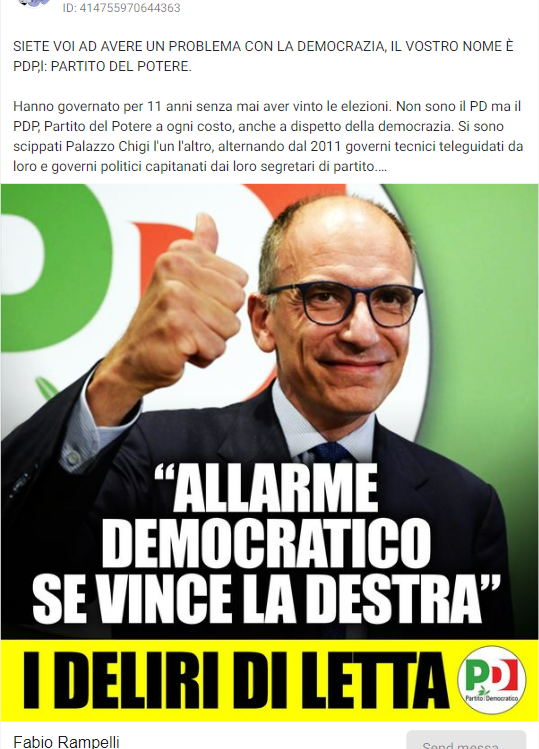 ID: 414755970644363
SIETE VOI AD AVERE UN PROBLEMA CON LA DEMOCRAZIA, IL VOSTRO NOME È
PDP,l: PARTITO DEL POTERE.
Hanno governato per 11 anni senza mai aver vinto le elezioni. Non sono il PD ma il
PDP, Partito del Potere a ogni costo, anche a dispetto della democrazia. Si sono
scippati Palazzo Chigi l'un l'altro, alternando dal 2011 governi tecnici teleguidati da
loro e governi politici capitanati dai loro segretari di partito....
“ALLARME
DEMOCRATICO
SE VINCE LA DESTRA”
I DELIRI DI LETTA
PD
Partito Democratico
Fabio Rampelli
Send messa